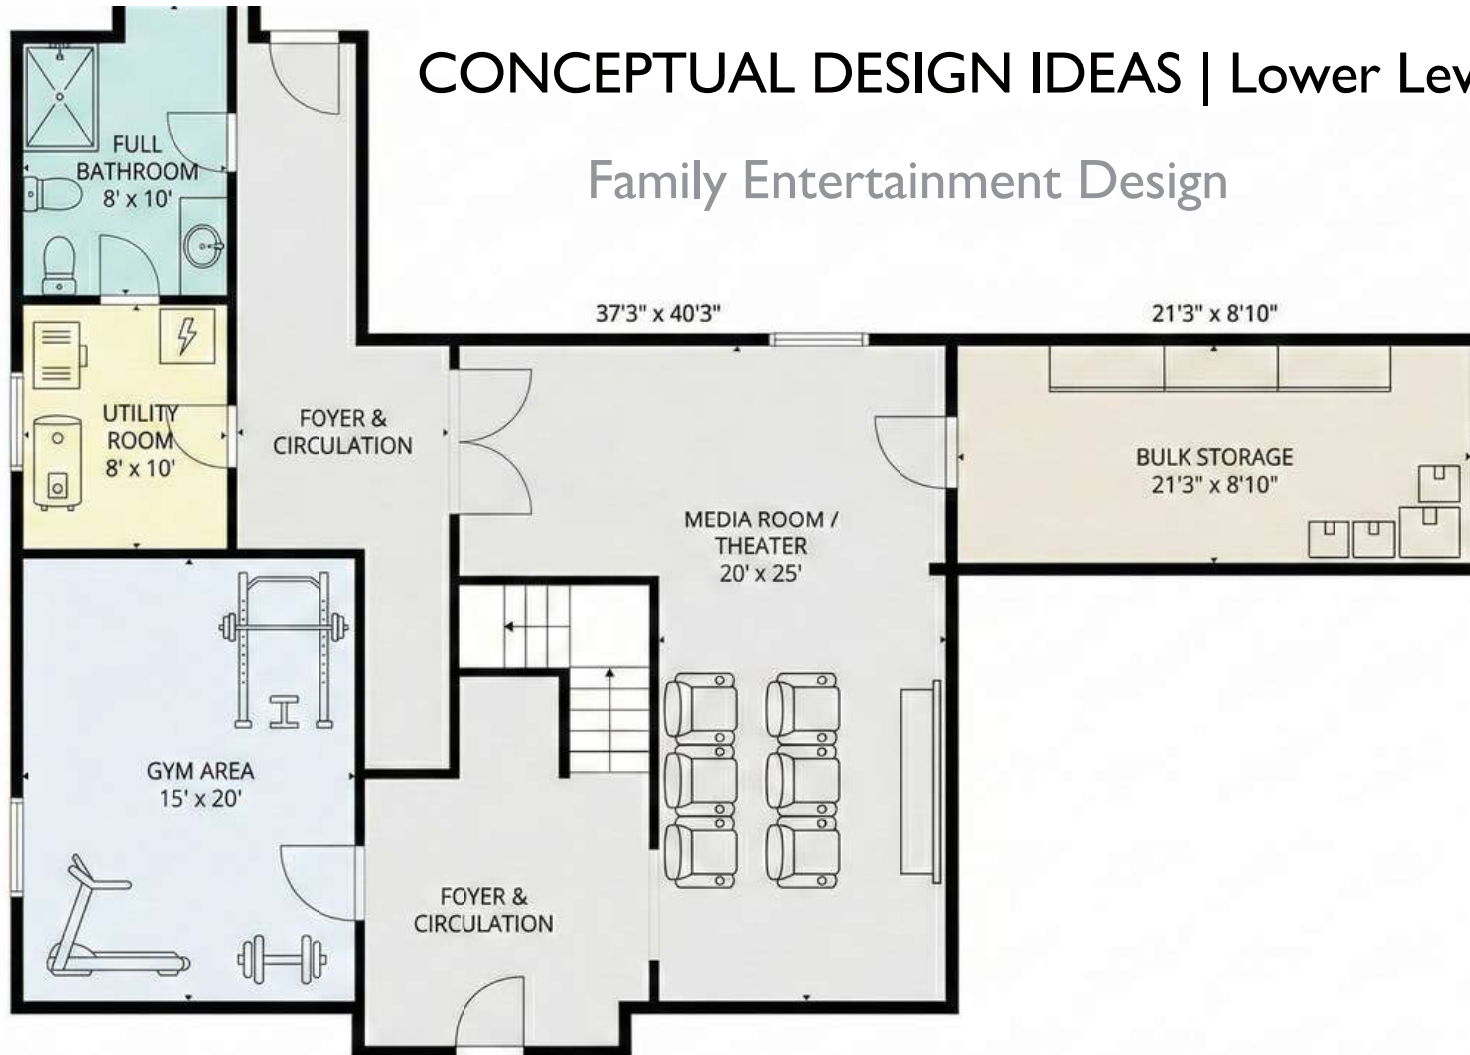 CONCEPTUAL DESIGN IDEAS | Lower Lev
Family Entertainment Design
FULL
BATHROOM
8' x 10'
37'3" x 40'3"
21'3" x 8'10"
UTILITY
ROOM
8' x 10'
FOYER &
CIRCULATION
BULK STORAGE
21'3" x 8'10"
MEDIA ROOM /
THEATER
20' x 25'
GYM AREA
15' x 20'
FOYER &
CIRCULATION